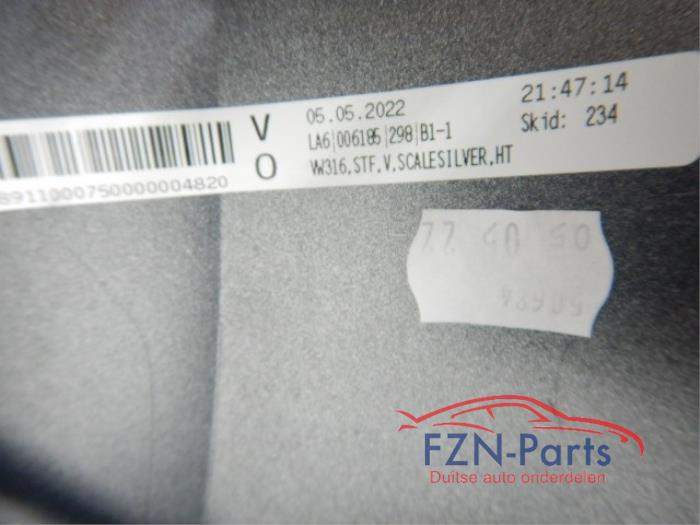 V
O
05.05.2022
21:47:14
LA6|006185|298|B1-1
Skid: 234
VW316,STF,V,SCALESILVER,HT
89110007500000004820
05 05 22
50684
FZN-Parts
Duitse auto onderdelen